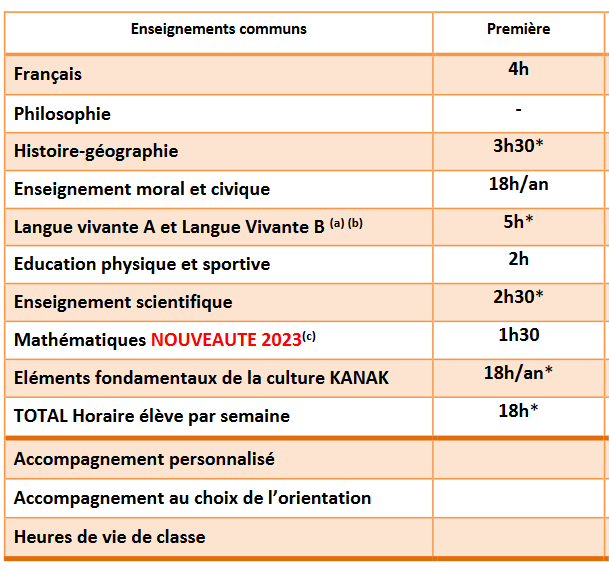 Enseignements communs Première
Français 4h
Philosophie -
Histoire-géographie 3h30*
Enseignement moral et civique 18h/an
Langue vivante A et Langue Vivante B (a) (b) 5h*
Education physique et sportive 2h
Enseignement scientifique 2h30*
Mathématiques NOUVEAUTE 2023(c) 1h30
Eléments fondamentaux de la culture KANAK 18h/an*
TOTAL Horaire élève par semaine 18h*
Accompagnement personnalisé
Accompagnement au choix de l’orientation
Heures de vie de classe